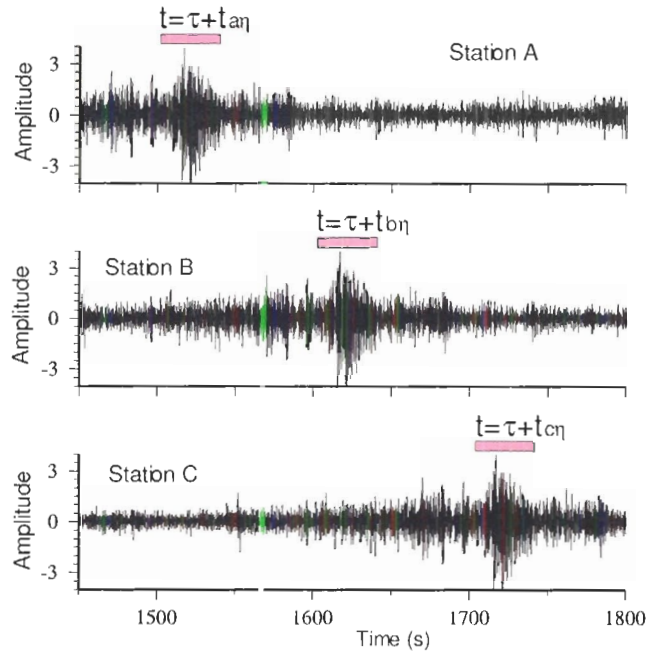 t=τ+taη
Station A
Amplitude
3
0
-3
t=τ+tbη
Station B
Amplitude
3
0
-3
t=τ+tcη
Station C
Amplitude
3
0
-3
1500 1600 1700 1800
Time (s)